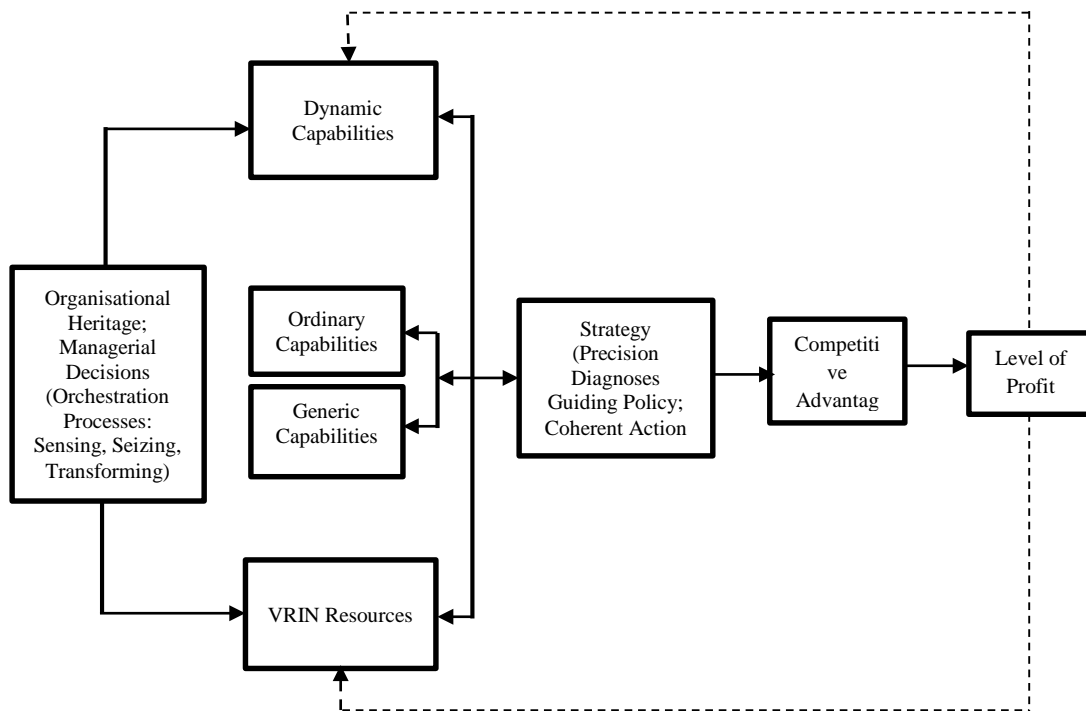 Dynamic
Capabilities
Organisational
Heritage;
Managerial
Decisions
(Orchestration
Processes:
Sensing, Seizing,
Transforming)
Ordinary
Capabilities
Generic
Capabilities
VRIN Resources
Strategy
(Precision
Diagnoses
Guiding Policy;
Coherent Action
Competiti
ve
Advantag
Level of
Profit